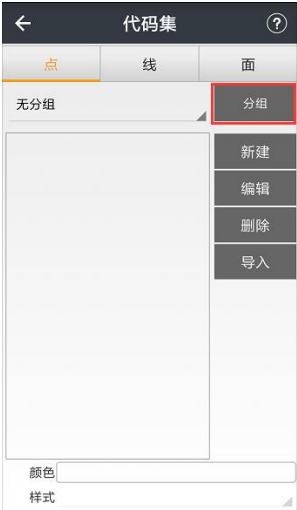 代码集 ?
点 线 面
无分组 分组
新建
编辑
删除
导入
颜色
样式